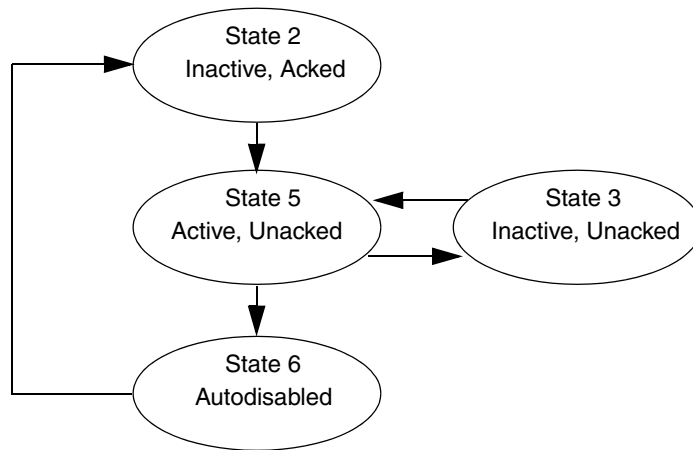 State 2
Inactive, Acked
State 5
Active, Unacked
State 3
Inactive, Unacked
State 6
Autodisabled